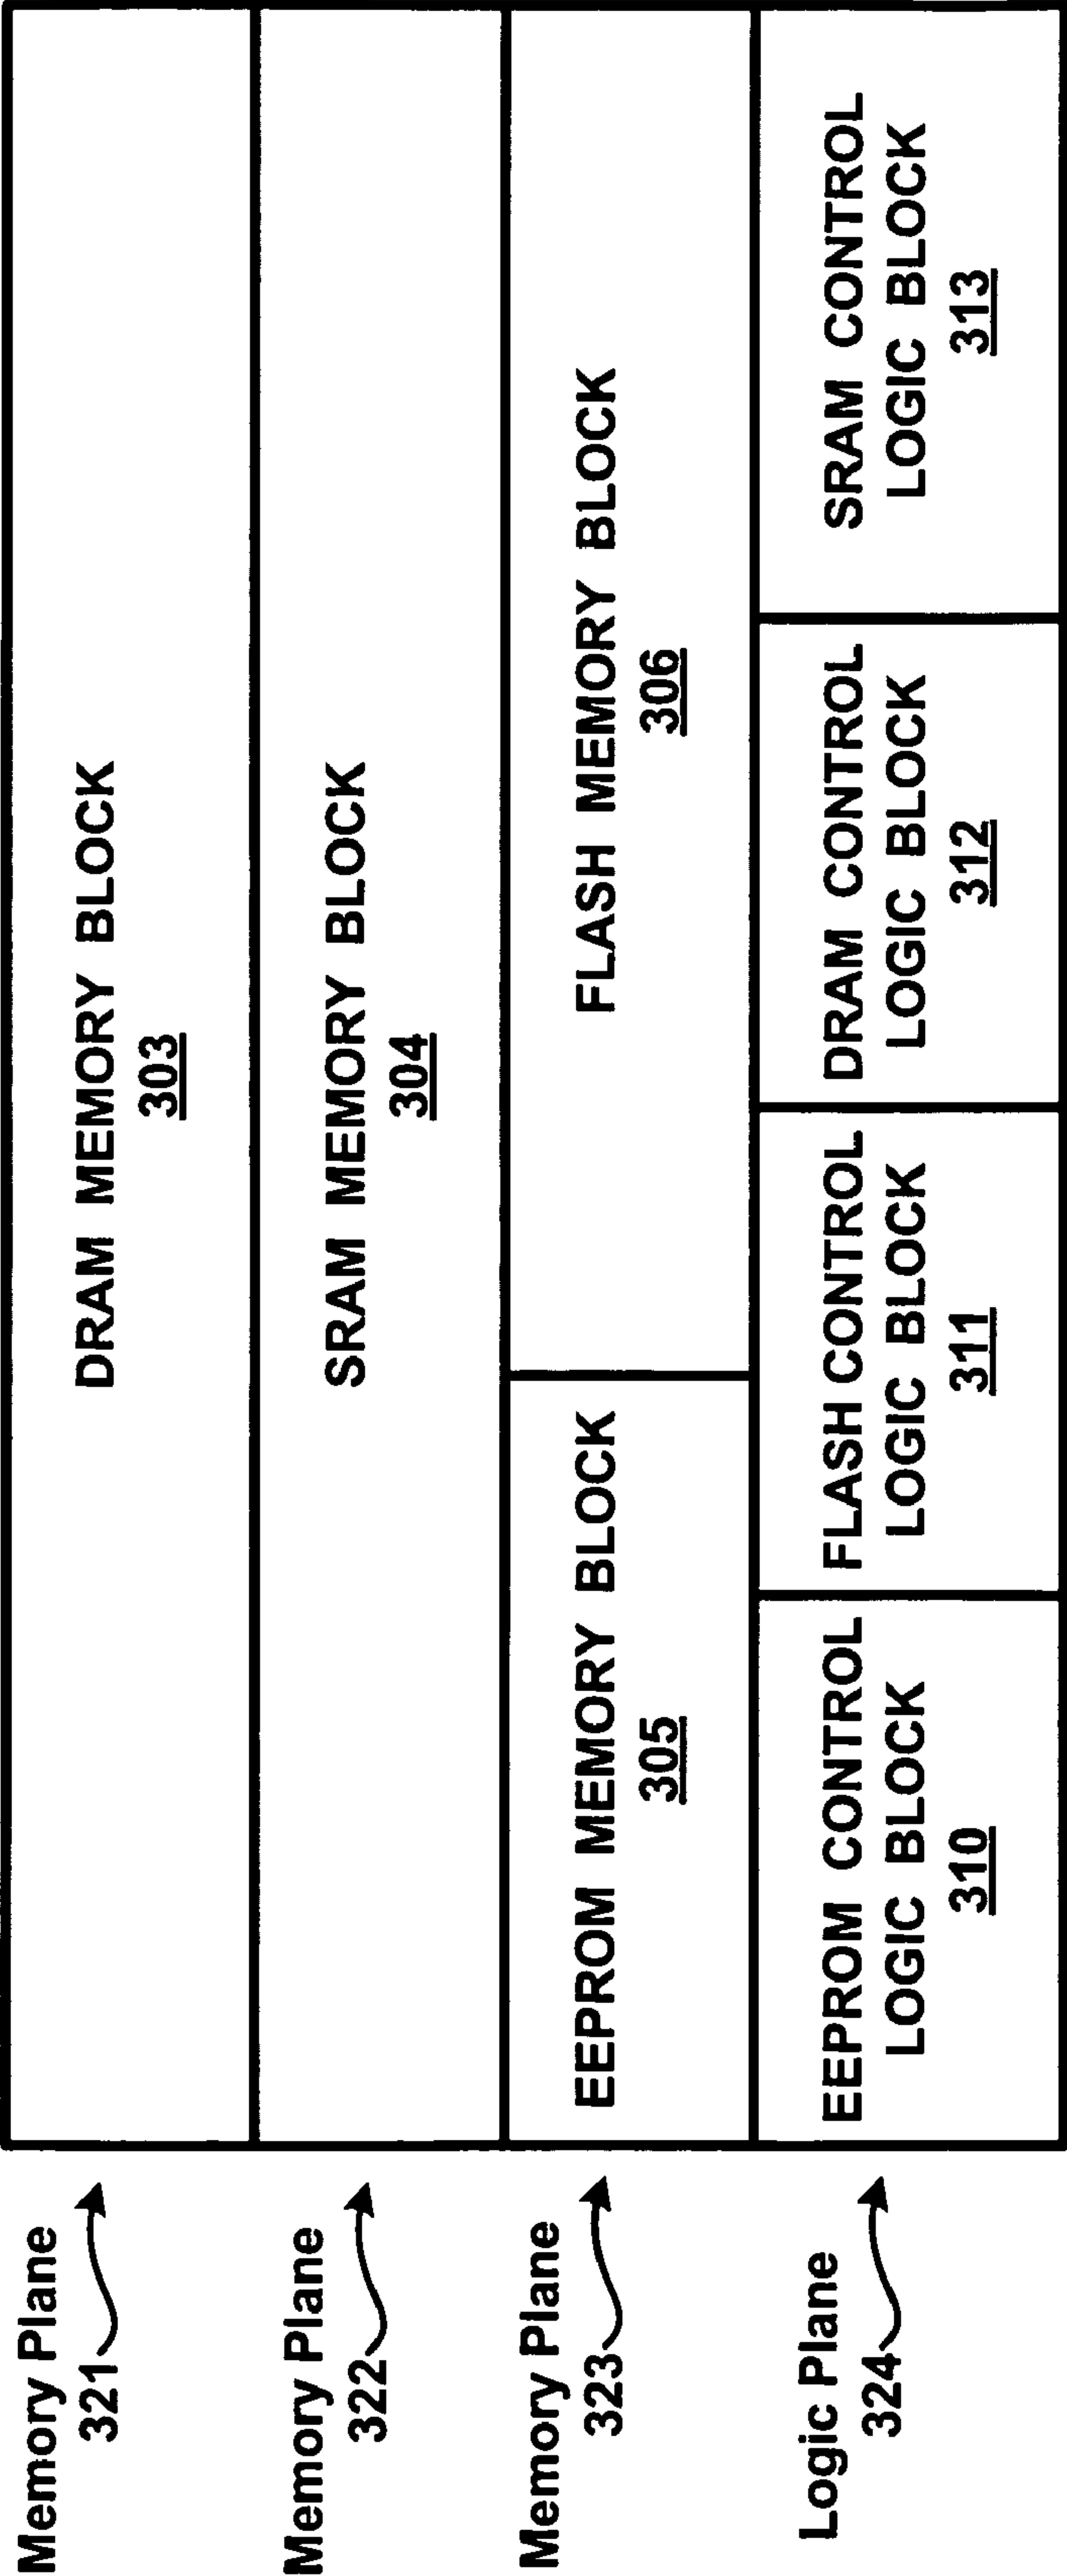 Memory Plane
321
DRAM MEMORY BLOCK
303
Memory Plane
322
SRAM MEMORY BLOCK
304
Memory Plane
323
EEPROM MEMORY BLOCK
305
FLASH MEMORY BLOCK
306
Logic Plane
324
EEPROM CONTROL
LOGIC BLOCK
310
FLASH CONTROL
LOGIC BLOCK
311
DRAM CONTROL
LOGIC BLOCK
312
SRAM CONTROL
LOGIC BLOCK
313